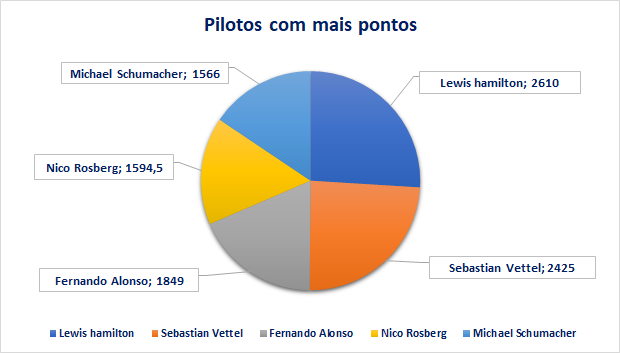 Pilotos com mais pontos
Michael Schumacher; 1566
Lewis hamilton; 2610
Nico Rosberg; 1594,5
Sebastian Vettel; 2425
Fernando Alonso; 1849
Lewis hamilton Sebastian Vettel Fernando Alonso Nico Rosberg Michael Schumacher